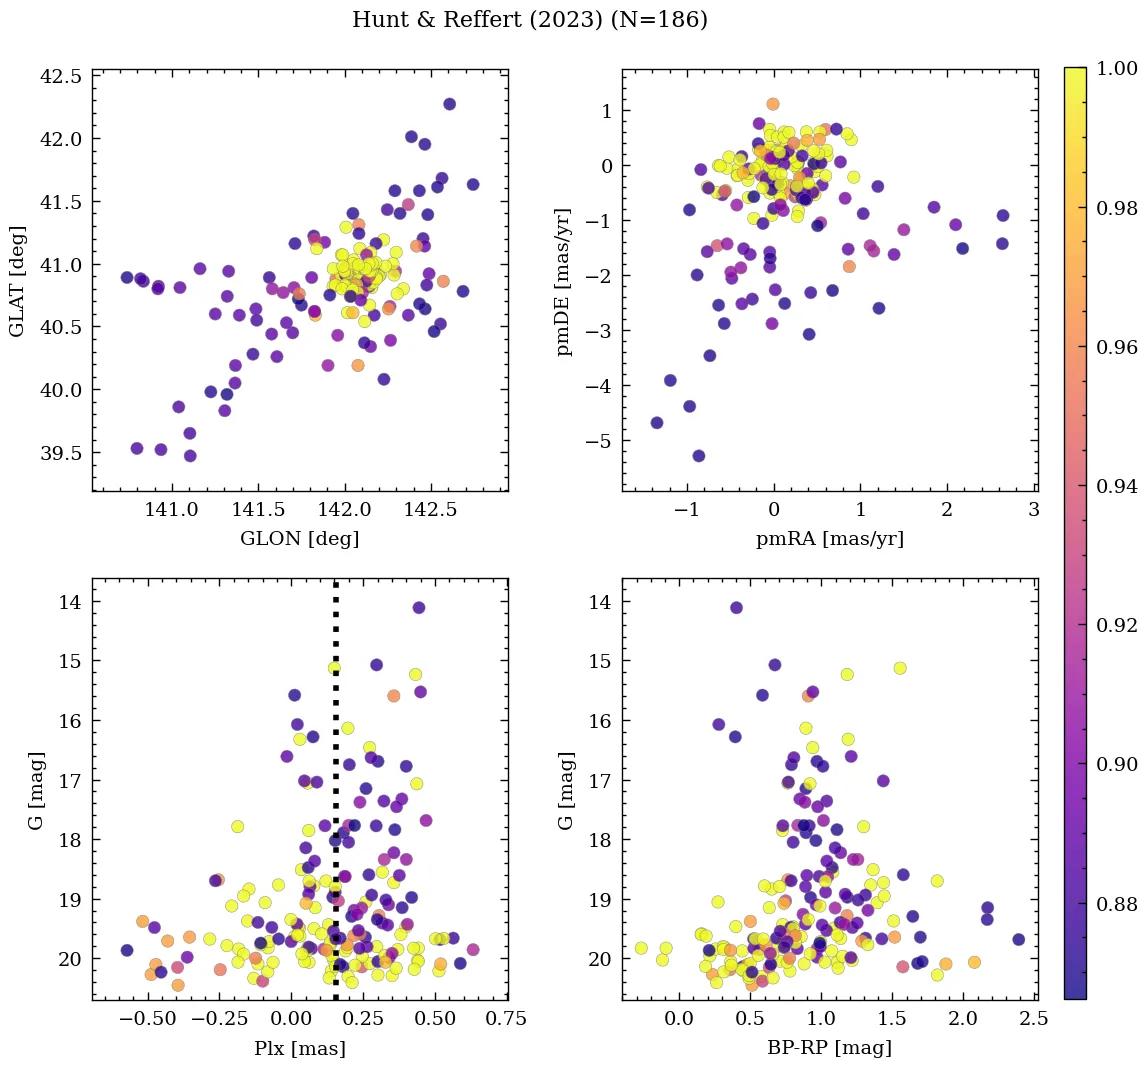 Hunt & Reffert (2023) (N=186)
42.5
42.0
41.5
41.0
40.5
40.0
39.5
GLAT [deg]
141.0 141.5 142.0 142.5
GLON [deg]
1
0
−1
−2
−3
−4
−5
pmDE [mas/yr]
−1 0 1 2 3
pmRA [mas/yr]
14
15
16
17
18
19
20
G [mag]
−0.50 −0.25 0.00 0.25 0.50 0.75
Plx [mas]
14
15
16
17
18
19
20
G [mag]
0.0 0.5 1.0 1.5 2.0 2.5
BP-RP [mag]
1.00
0.98
0.96
0.94
0.92
0.90
0.88